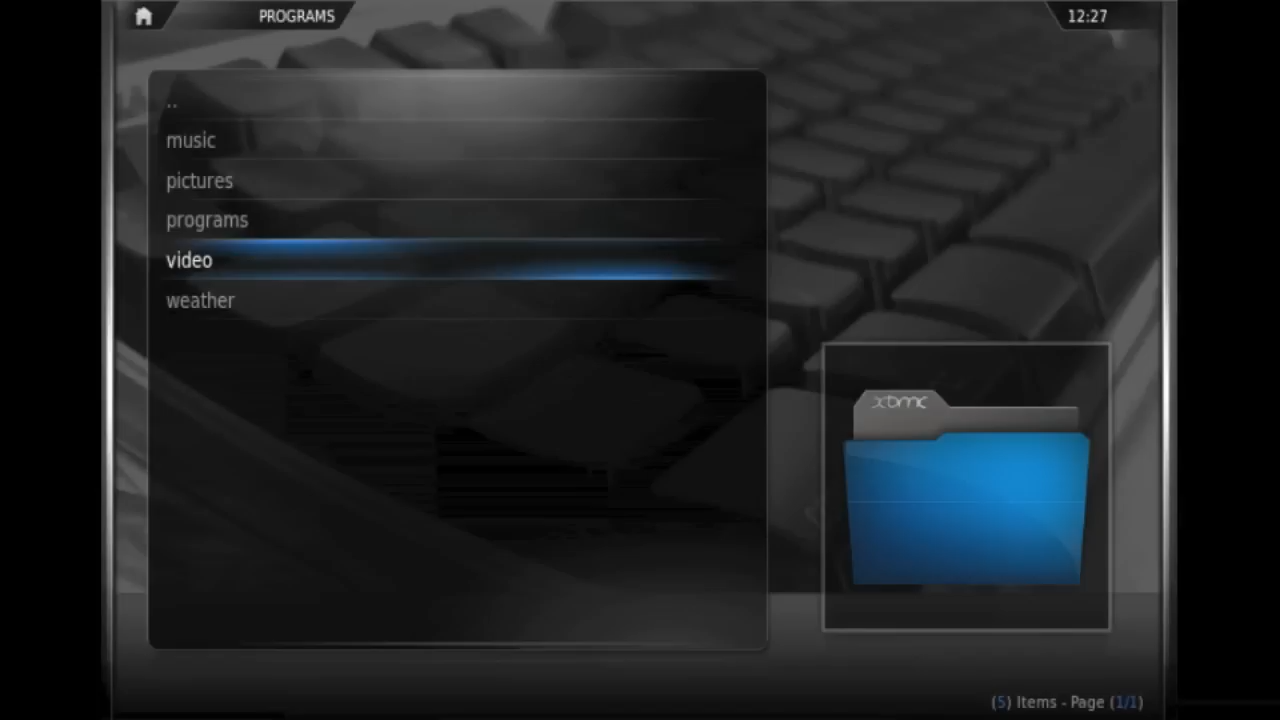 PROGRAMS
12:27
..
music
pictures
programs
video
weather
xbmc
(5) Items - Page (1/1)